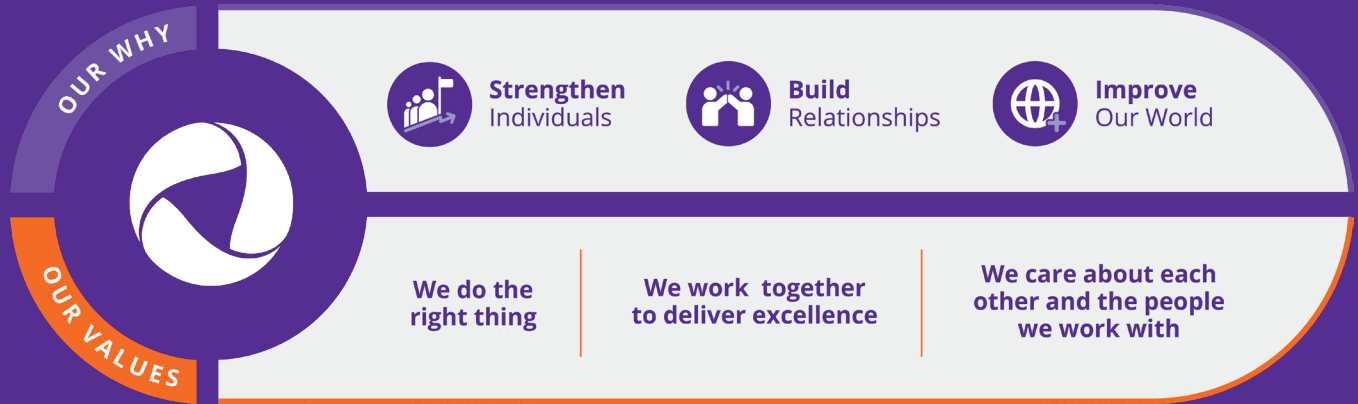 OUR WHY
Strengthen
Individuals
Build
Relationships
Improve
Our World
OUR VALUES
We do the
right thing
We work  together
to deliver excellence
We care about each
other and the people
we work with